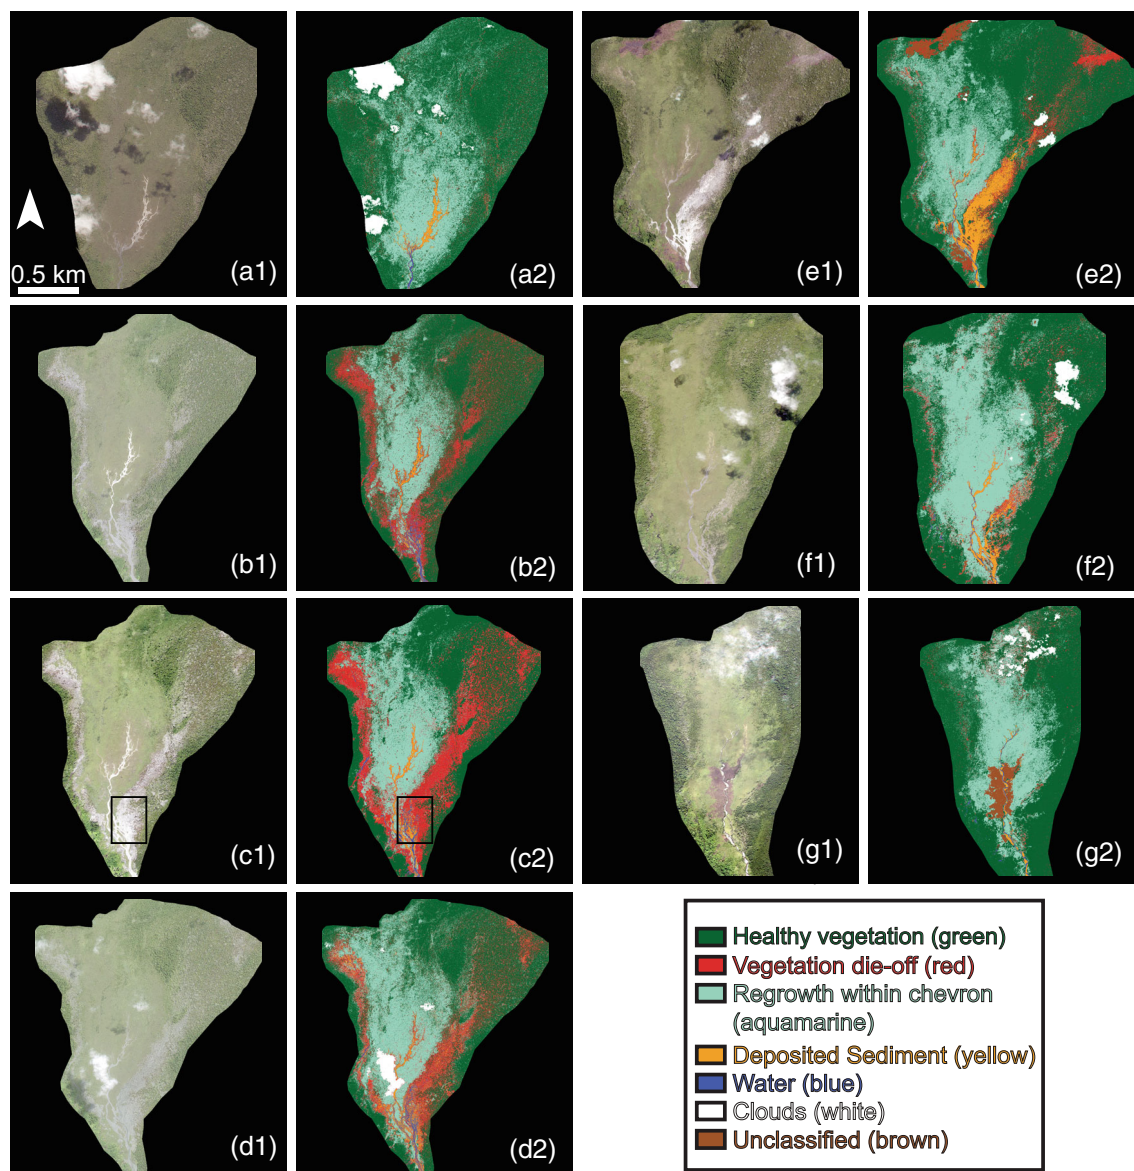 (a1)
(a2)
(e1)
(e2)
0.5 km
(b1)
(b2)
(f1)
(f2)
(c1)
(c2)
(g1)
(g2)
(d1)
(d2)
Healthy vegetation (green)
Vegetation die-off (red)
Regrowth within chevron
(aquamarine)
Deposited Sediment (yellow)
Water (blue)
Clouds (white)
Unclassified (brown)